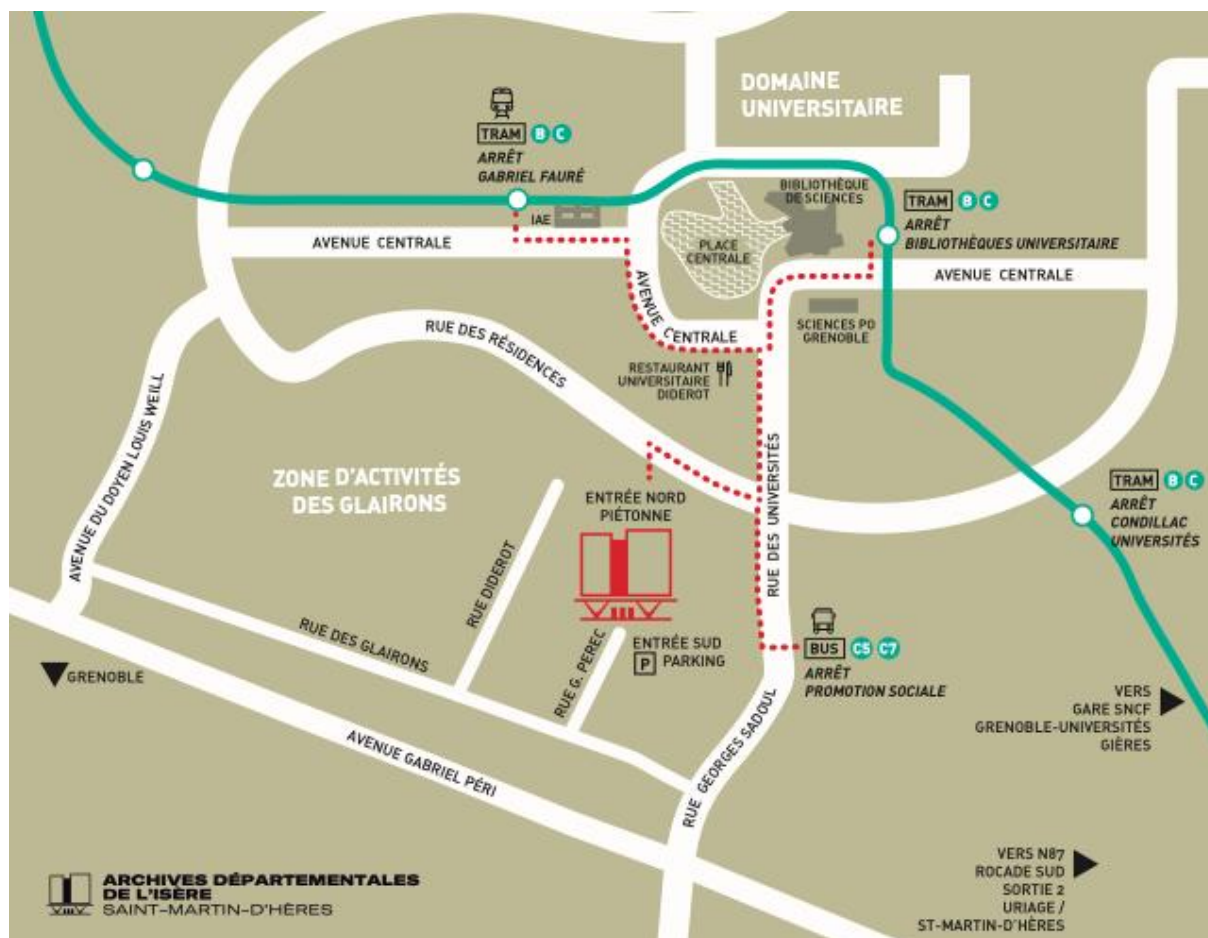 DOMAINE
UNIVERSITAIRE
TRAM B C
ARRÊT
GABRIEL FAURÉ
IAE
BIBLIOTHÈQUE
DE SCIENCES
TRAM B C
ARRÊT
BIBLIOTHÈQUES UNIVERSITAIRE
AVENUE CENTRALE
PLACE
CENTRALE
AVENUE CENTRALE
AVENUE CENTRALE
SCIENCES PO
GRENOBLE
RUE DES RÉSIDENCES
RESTAURANT
UNIVERSITAIRE
DIDEROT
AVENUE DU DOYEN LOUIS WEILL
ZONE D'ACTIVITÉS
DES GLAIRONS
ENTRÉE NORD
PIÉTONNE
RUE DES UNIVERSITÉS
TRAM B C
ARRÊT
CONDILLAC
UNIVERSITÉS
RUE DIDEROT
RUE DES GLAIRONS
RUE G. PEREC
ENTRÉE SUD
P PARKING
BUS C5 C7
ARRÊT
PROMOTION SOCIALE
GRENOBLE
VERS
GARE SNCF
GRENOBLE-UNIVERSITÉS
GIÈRES
AVENUE GABRIEL PÉRI
RUE GEORGES SADOUL
VERS N87
ROCADE SUD
SORTIE 2
URIAGE /
ST-MARTIN-D'HÈRES
ARCHIVES DÉPARTEMENTALES
DE L'ISÈRE
SAINT-MARTIN-D'HÈRES